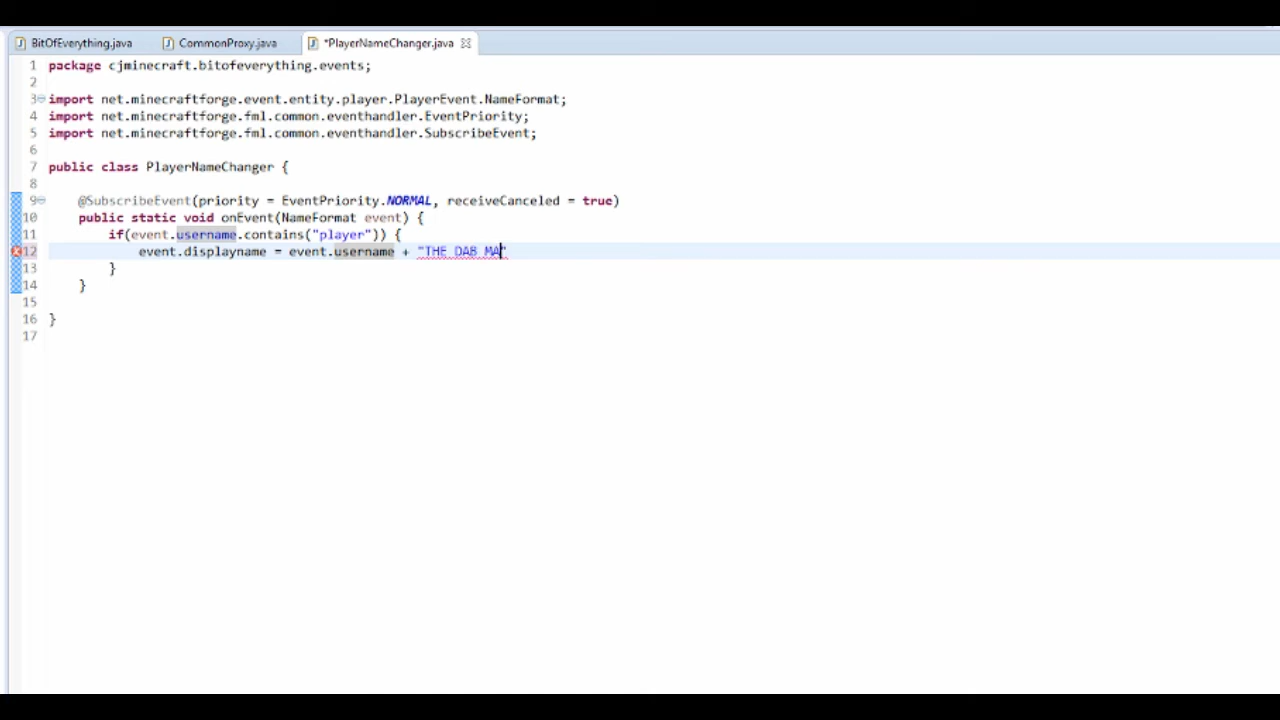 BitOfEverything.java CommonProxy.java *PlayerNameChanger.java
1 package cjminecraft.bitofeverything.events;
2
3 import net.minecraftforge.event.entity.player.PlayerEvent.NameFormat;
4 import net.minecraftforge.fml.common.eventhandler.EventPriority;
5 import net.minecraftforge.fml.common.eventhandler.SubscribeEvent;
6
7 public class PlayerNameChanger {
8
9 @SubscribeEvent(priority = EventPriority.NORMAL, receiveCanceled = true)
10 public static void onEvent(NameFormat event) {
11 if(event.username.contains("player")) {
12 event.displayname = event.username + "THE DAB MA"
13 }
14 }
15
16 }
17